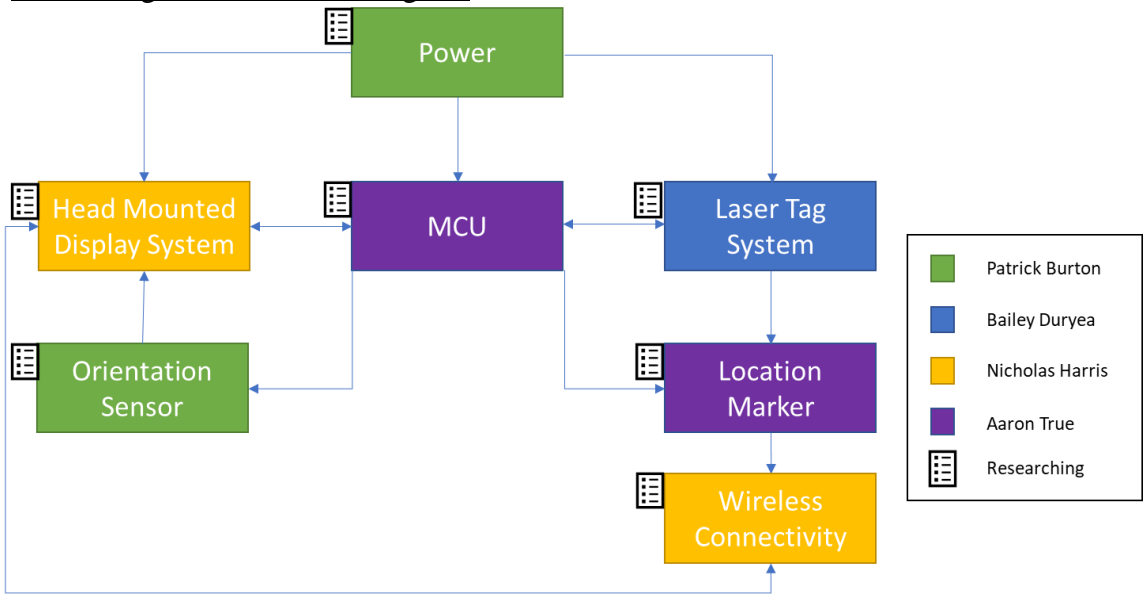 Power
Head Mounted
Display System
MCU
Laser Tag
System
Orientation
Sensor
Location
Marker
Wireless
Connectivity
Patrick Burton
Bailey Duryea
Nicholas Harris
Aaron True
Researching